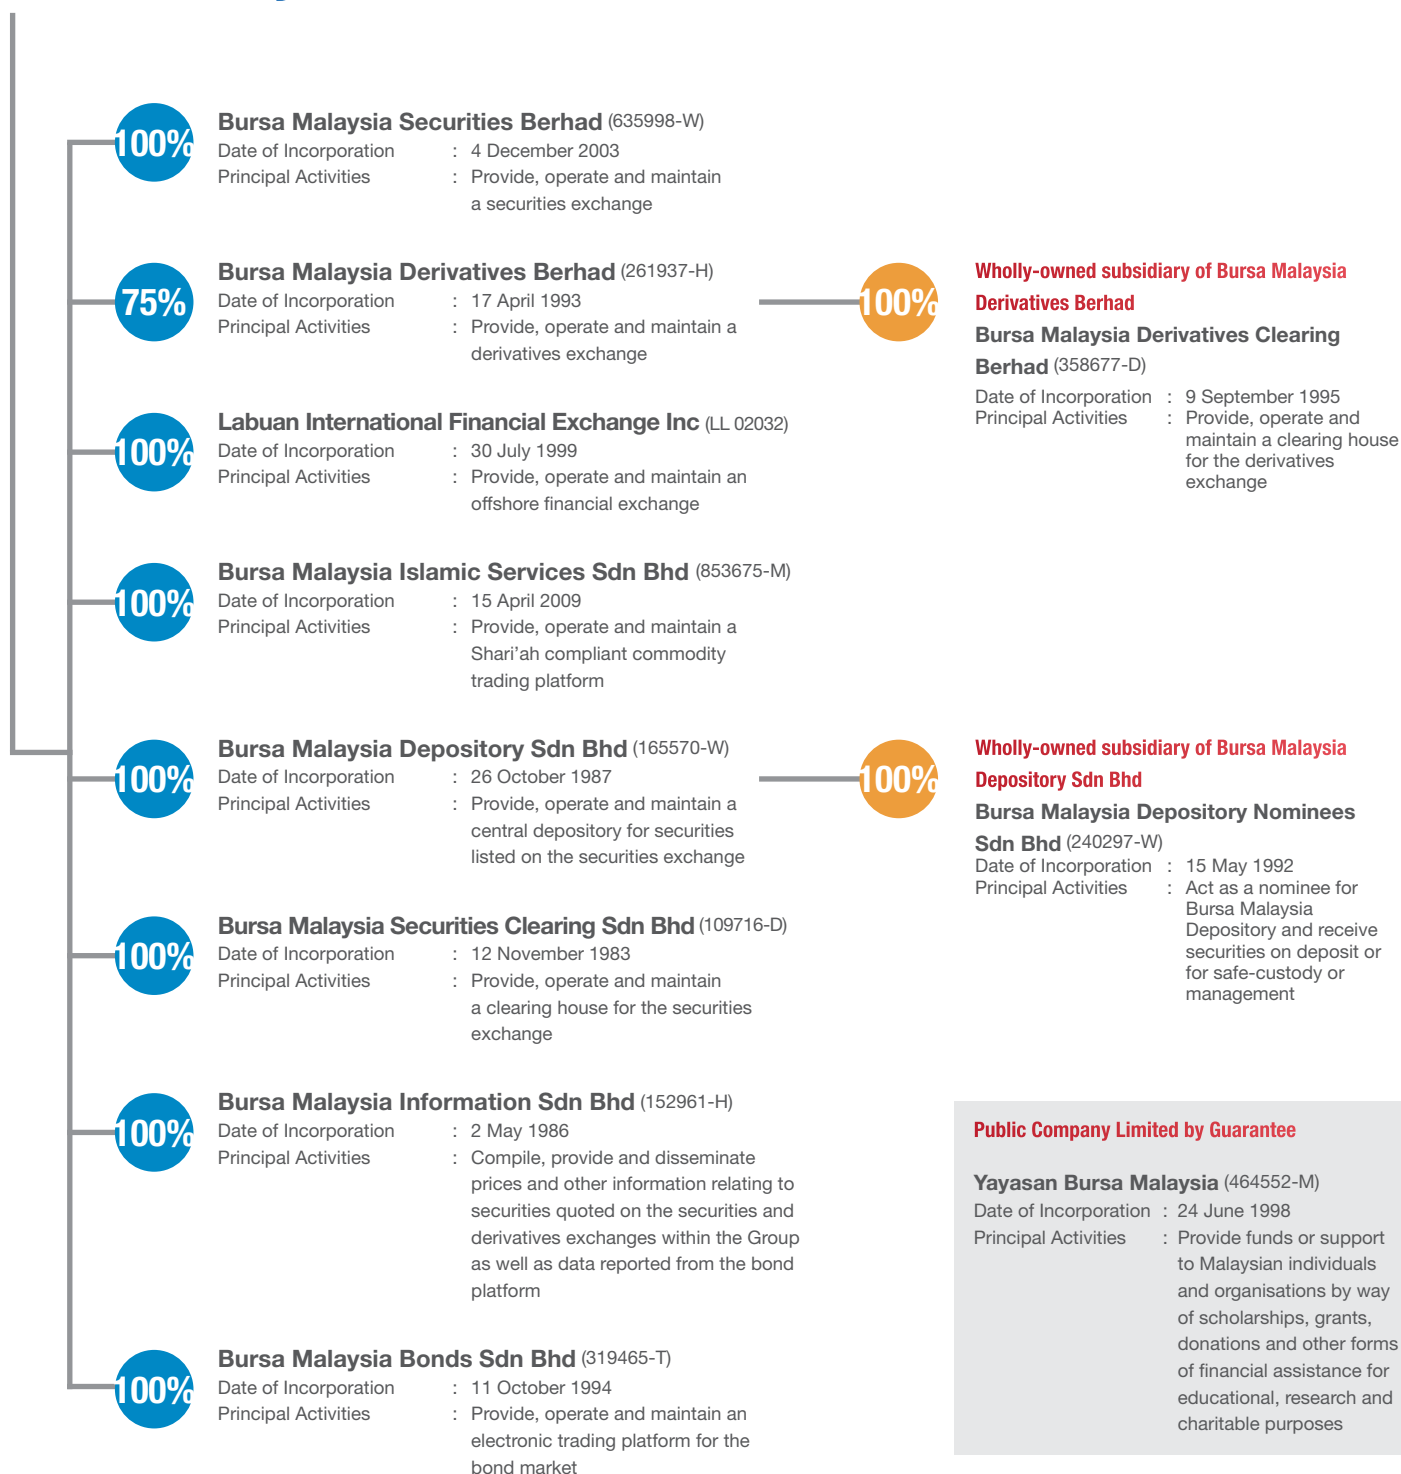 100%
Bursa Malaysia Securities Berhad (635998-W)
Date of Incorporation : 4 December 2003
Principal Activities : Provide, operate and maintain
a securities exchange
75%
Bursa Malaysia Derivatives Berhad (261937-H)
Date of Incorporation : 17 April 1993
Principal Activities : Provide, operate and maintain a
derivatives exchange
100%
Wholly-owned subsidiary of Bursa Malaysia
Derivatives Berhad
Bursa Malaysia Derivatives Clearing
Berhad (358677-D)
Date of Incorporation : 9 September 1995
Principal Activities : Provide, operate and
maintain a clearing house
for the derivatives
exchange
100%
Labuan International Financial Exchange Inc (LL 02032)
Date of Incorporation : 30 July 1999
Principal Activities : Provide, operate and maintain an
offshore financial exchange
100%
Bursa Malaysia Islamic Services Sdn Bhd (853675-M)
Date of Incorporation : 15 April 2009
Principal Activities : Provide, operate and maintain a
Shari’ah compliant commodity
trading platform
100%
Bursa Malaysia Depository Sdn Bhd (165570-W)
Date of Incorporation : 26 October 1987
Principal Activities : Provide, operate and maintain a
central depository for securities
listed on the securities exchange
100%
Wholly-owned subsidiary of Bursa Malaysia
Depository Sdn Bhd
Bursa Malaysia Depository Nominees
Sdn Bhd (240297-W)
Date of Incorporation : 15 May 1992
Principal Activities : Act as a nominee for
Bursa Malaysia
Depository and receive
securities on deposit or
for safe-custody or
management
100%
Bursa Malaysia Securities Clearing Sdn Bhd (109716-D)
Date of Incorporation : 12 November 1983
Principal Activities : Provide, operate and maintain
a clearing house for the securities
exchange
100%
Bursa Malaysia Information Sdn Bhd (152961-H)
Date of Incorporation : 2 May 1986
Principal Activities : Compile, provide and disseminate
prices and other information relating to
securities quoted on the securities and
derivatives exchanges within the Group
as well as data reported from the bond
platform
100%
Bursa Malaysia Bonds Sdn Bhd (319465-T)
Date of Incorporation : 11 October 1994
Principal Activities : Provide, operate and maintain an
electronic trading platform for the
bond market
Public Company Limited by Guarantee
Yayasan Bursa Malaysia (464552-M)
Date of Incorporation : 24 June 1998
Principal Activities : Provide funds or support
to Malaysian individuals
and organisations by way
of scholarships, grants,
donations and other forms
of financial assistance for
educational, research and
charitable purposes